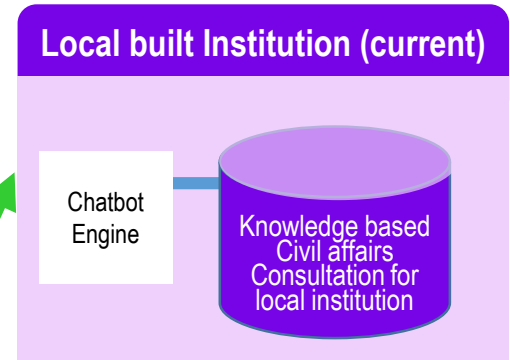 Local built Institution (current)
Chatbot
Engine
Knowledge based
Civil affairs
Consultation for
local institution